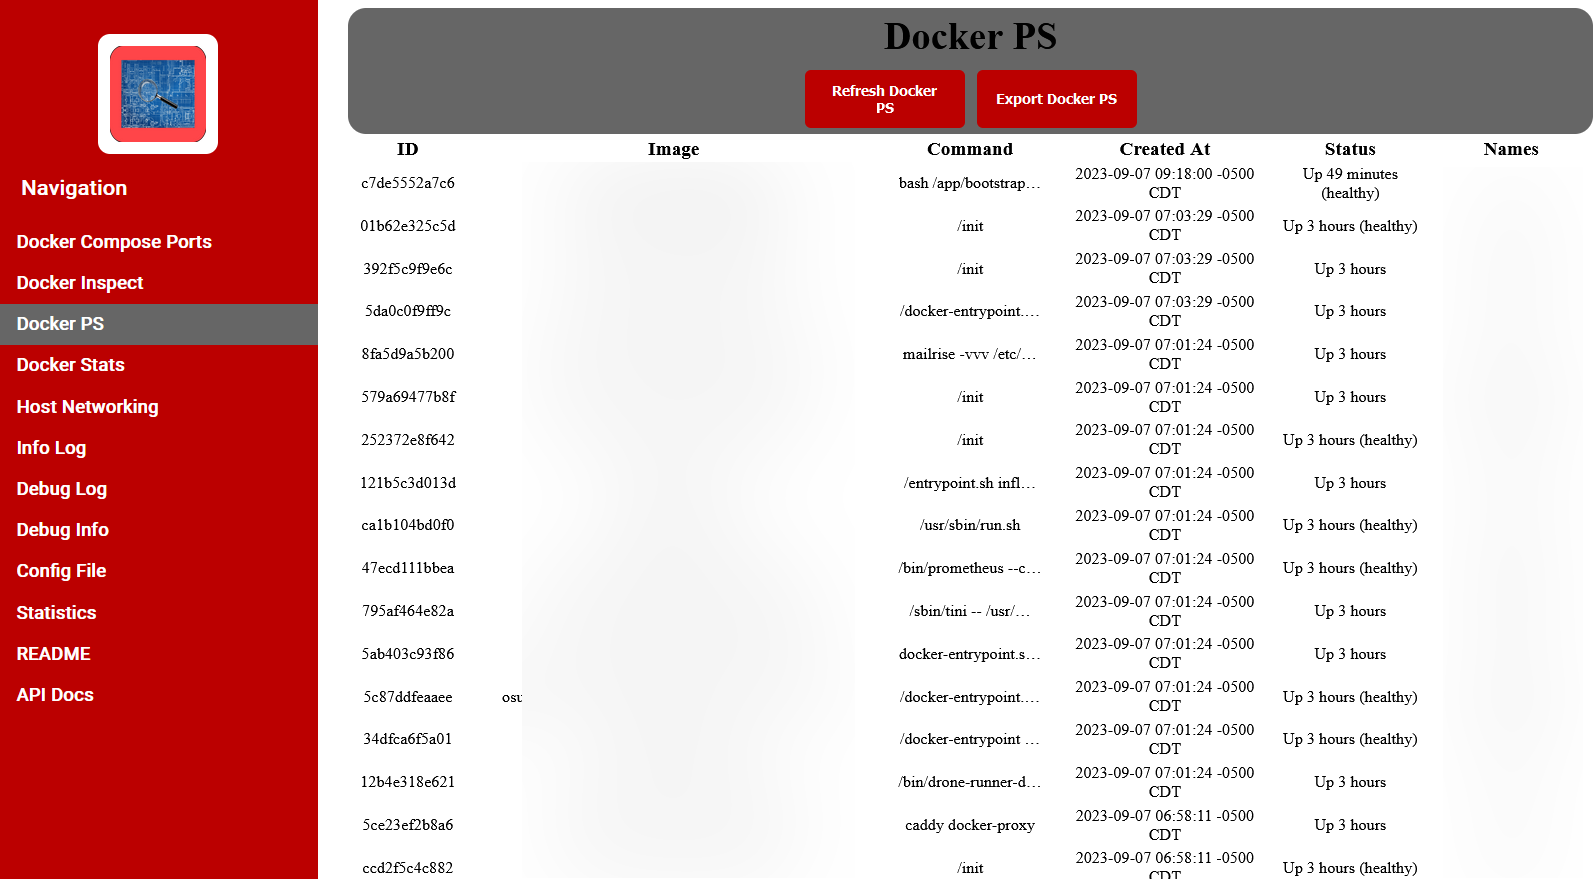 Navigation
Docker Compose Ports
Docker Inspect
Docker PS
Docker Stats
Host Networking
Info Log
Debug Log
Debug Info
Config File
Statistics
README
API Docs
Docker PS
Refresh Docker
PS
Export Docker PS
ID Image Command Created At Status Names
c7de5552a7c6 bash /app/bootstrap… 2023-09-07 09:18:00 -0500 CDT Up 49 minutes (healthy)
01b62e325c5d /init 2023-09-07 07:03:29 -0500 CDT Up 3 hours (healthy)
392f5c9f9e6c /init 2023-09-07 07:03:29 -0500 CDT Up 3 hours
5da0c0f9ff9c /docker-entrypoint.… 2023-09-07 07:03:29 -0500 CDT Up 3 hours
8fa5d9a5b200 mailrise -vvv /etc/… 2023-09-07 07:01:24 -0500 CDT Up 3 hours
579a69477b8f /init 2023-09-07 07:01:24 -0500 CDT Up 3 hours
252372e8f642 /init 2023-09-07 07:01:24 -0500 CDT Up 3 hours (healthy)
121b5c3d013d /entrypoint.sh infl… 2023-09-07 07:01:24 -0500 CDT Up 3 hours
ca1b104bd0f0 /usr/sbin/run.sh 2023-09-07 07:01:24 -0500 CDT Up 3 hours (healthy)
47ecd111bbea /bin/prometheus --c… 2023-09-07 07:01:24 -0500 CDT Up 3 hours (healthy)
795af464e82a /sbin/tini -- /usr/… 2023-09-07 07:01:24 -0500 CDT Up 3 hours
5ab403c93f86 docker-entrypoint.s… 2023-09-07 07:01:24 -0500 CDT Up 3 hours
5c87ddfeaaee osu /docker-entrypoint.… 2023-09-07 07:01:24 -0500 CDT Up 3 hours (healthy)
34dfca6f5a01 /docker-entrypoint … 2023-09-07 07:01:24 -0500 CDT Up 3 hours (healthy)
12b4e318e621 /bin/drone-runner-d… 2023-09-07 07:01:24 -0500 CDT Up 3 hours
5ce23ef2b8a6 caddy docker-proxy 2023-09-07 06:58:11 -0500 CDT Up 3 hours
ccd2f5c4c882 /init 2023-09-07 06:58:11 -0500 CDT Up 3 hours (healthy)